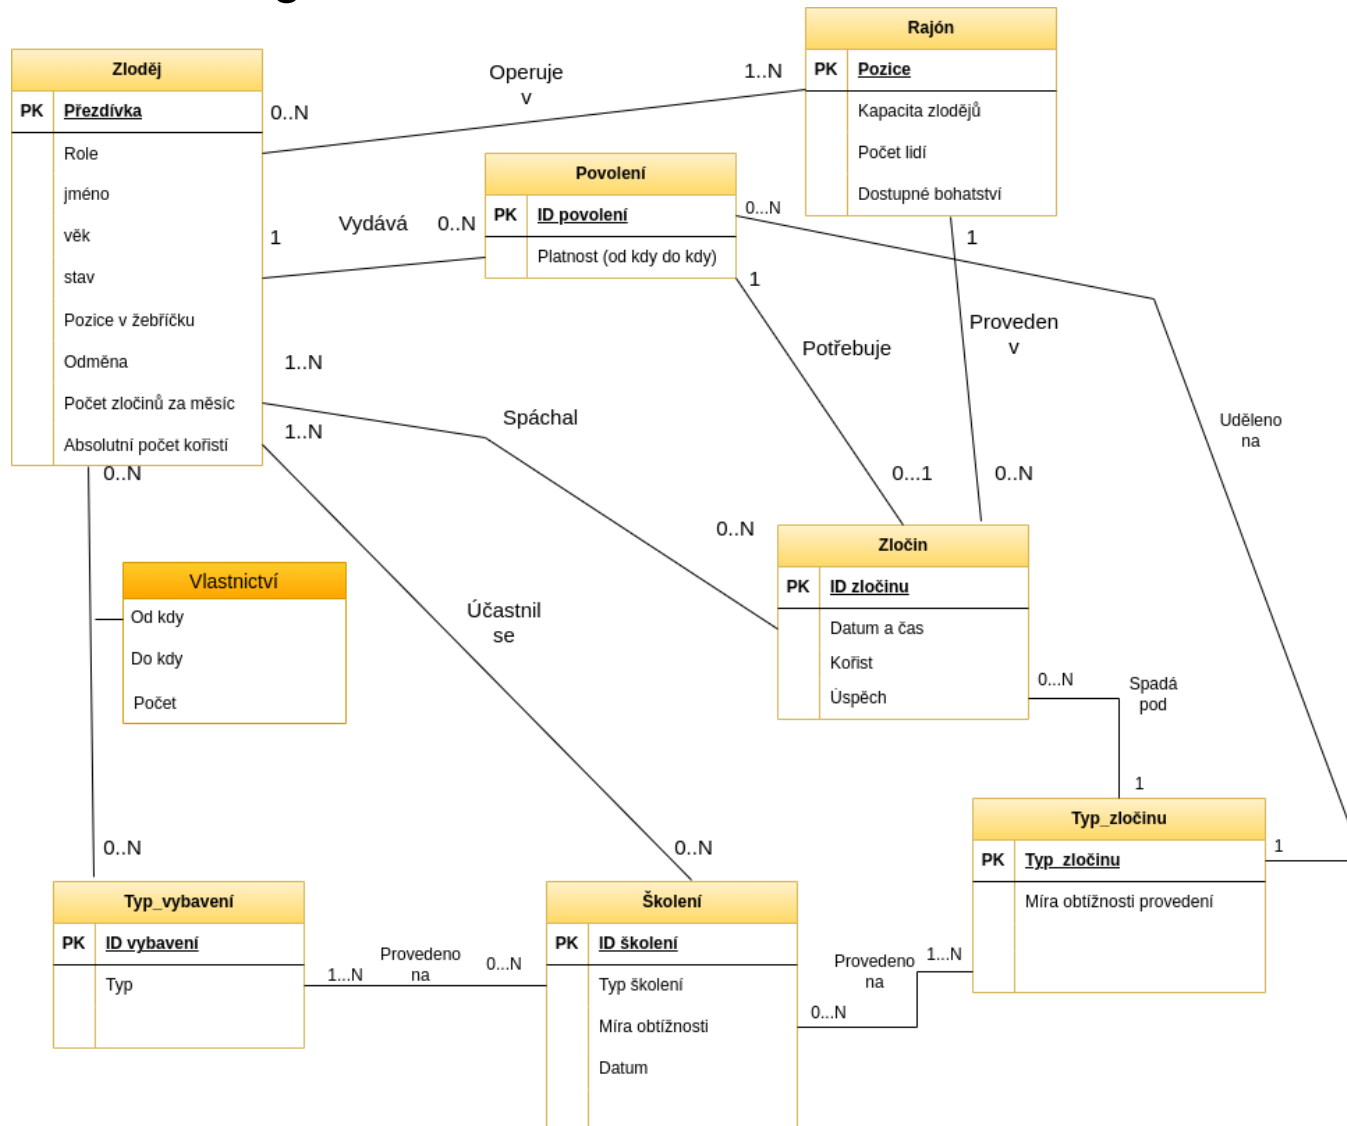 g
Zloděj
PK Přezdívka
Role
jméno
věk
stav
Pozice v žebříčku
Odměna
Počet zločinů za měsíc
Absolutní počet kořistí
Operuje
v
0..N
1..N
Rajón
PK Pozice
Kapacita zlodějů
Počet lidí
Dostupné bohatství
Vydává
1
0..N
Povolení
PK ID povolení
Platnost (od kdy do kdy)
0...N
1
1
Proveden
v
Potřebuje
0...1
0..N
Uděleno
na
1..N
Spáchal
0..N
1..N
Účastnil
se
0..N
0..N
Vlastnictví
Od kdy
Do kdy
Počet
0..N
Zločin
PK ID zločinu
Datum a čas
Kořist
Úspěch
0...N
Spadá
pod
1
Typ_zločinu
PK Typ_zločinu
Míra obtížnosti provedení
1
Typ_vybavení
PK ID vybavení
Typ
1...N
Provedeno
na
0...N
Školení
PK ID školení
Typ školení
Míra obtížnosti
Datum
Provedeno
na
1...N
0...N